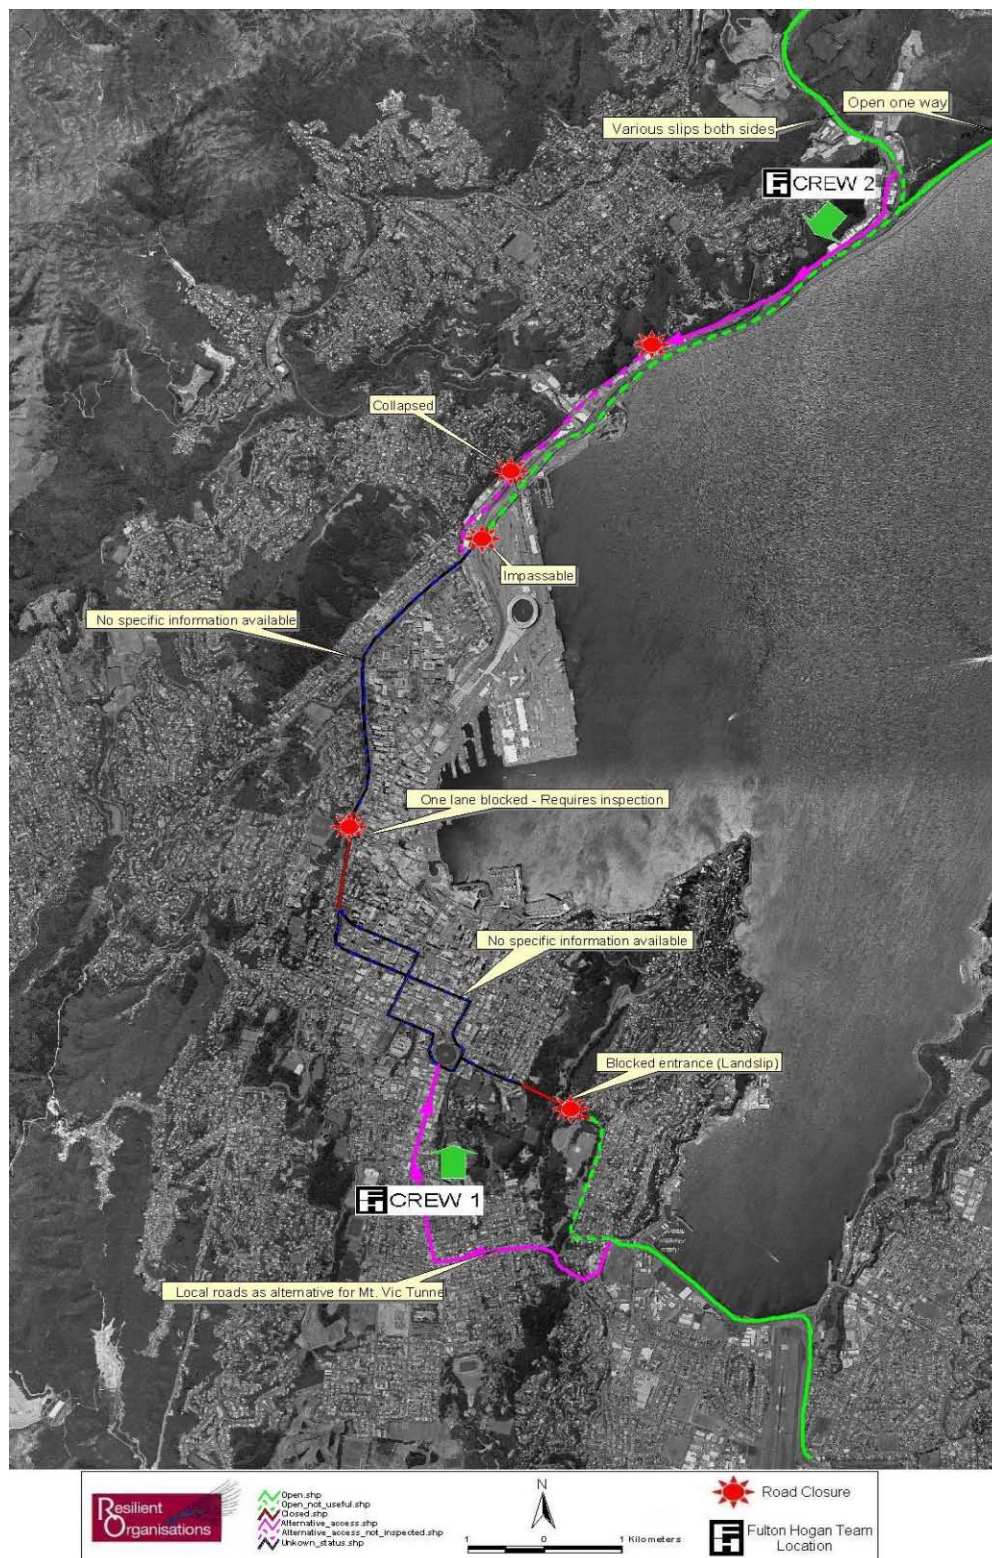 Open one way
Various slips both sides
CREW 2
Collapsed
Impassable
No specific information available
One lane blocked - Requires inspection
No specific information available
Blocked entrance (Landslip)
CREW 1
Local roads as alternative for Mt. Vic Tunne
Resilient
Organisations
Open.shp
Open_not_useful.shp
Closed.shp
Alternative_access.shp
Alternative_access_not_inspected.shp
Unkown_status.shp
N
1 0 1 Kilometers
Road Closure
Fulton Hogan Team
Location